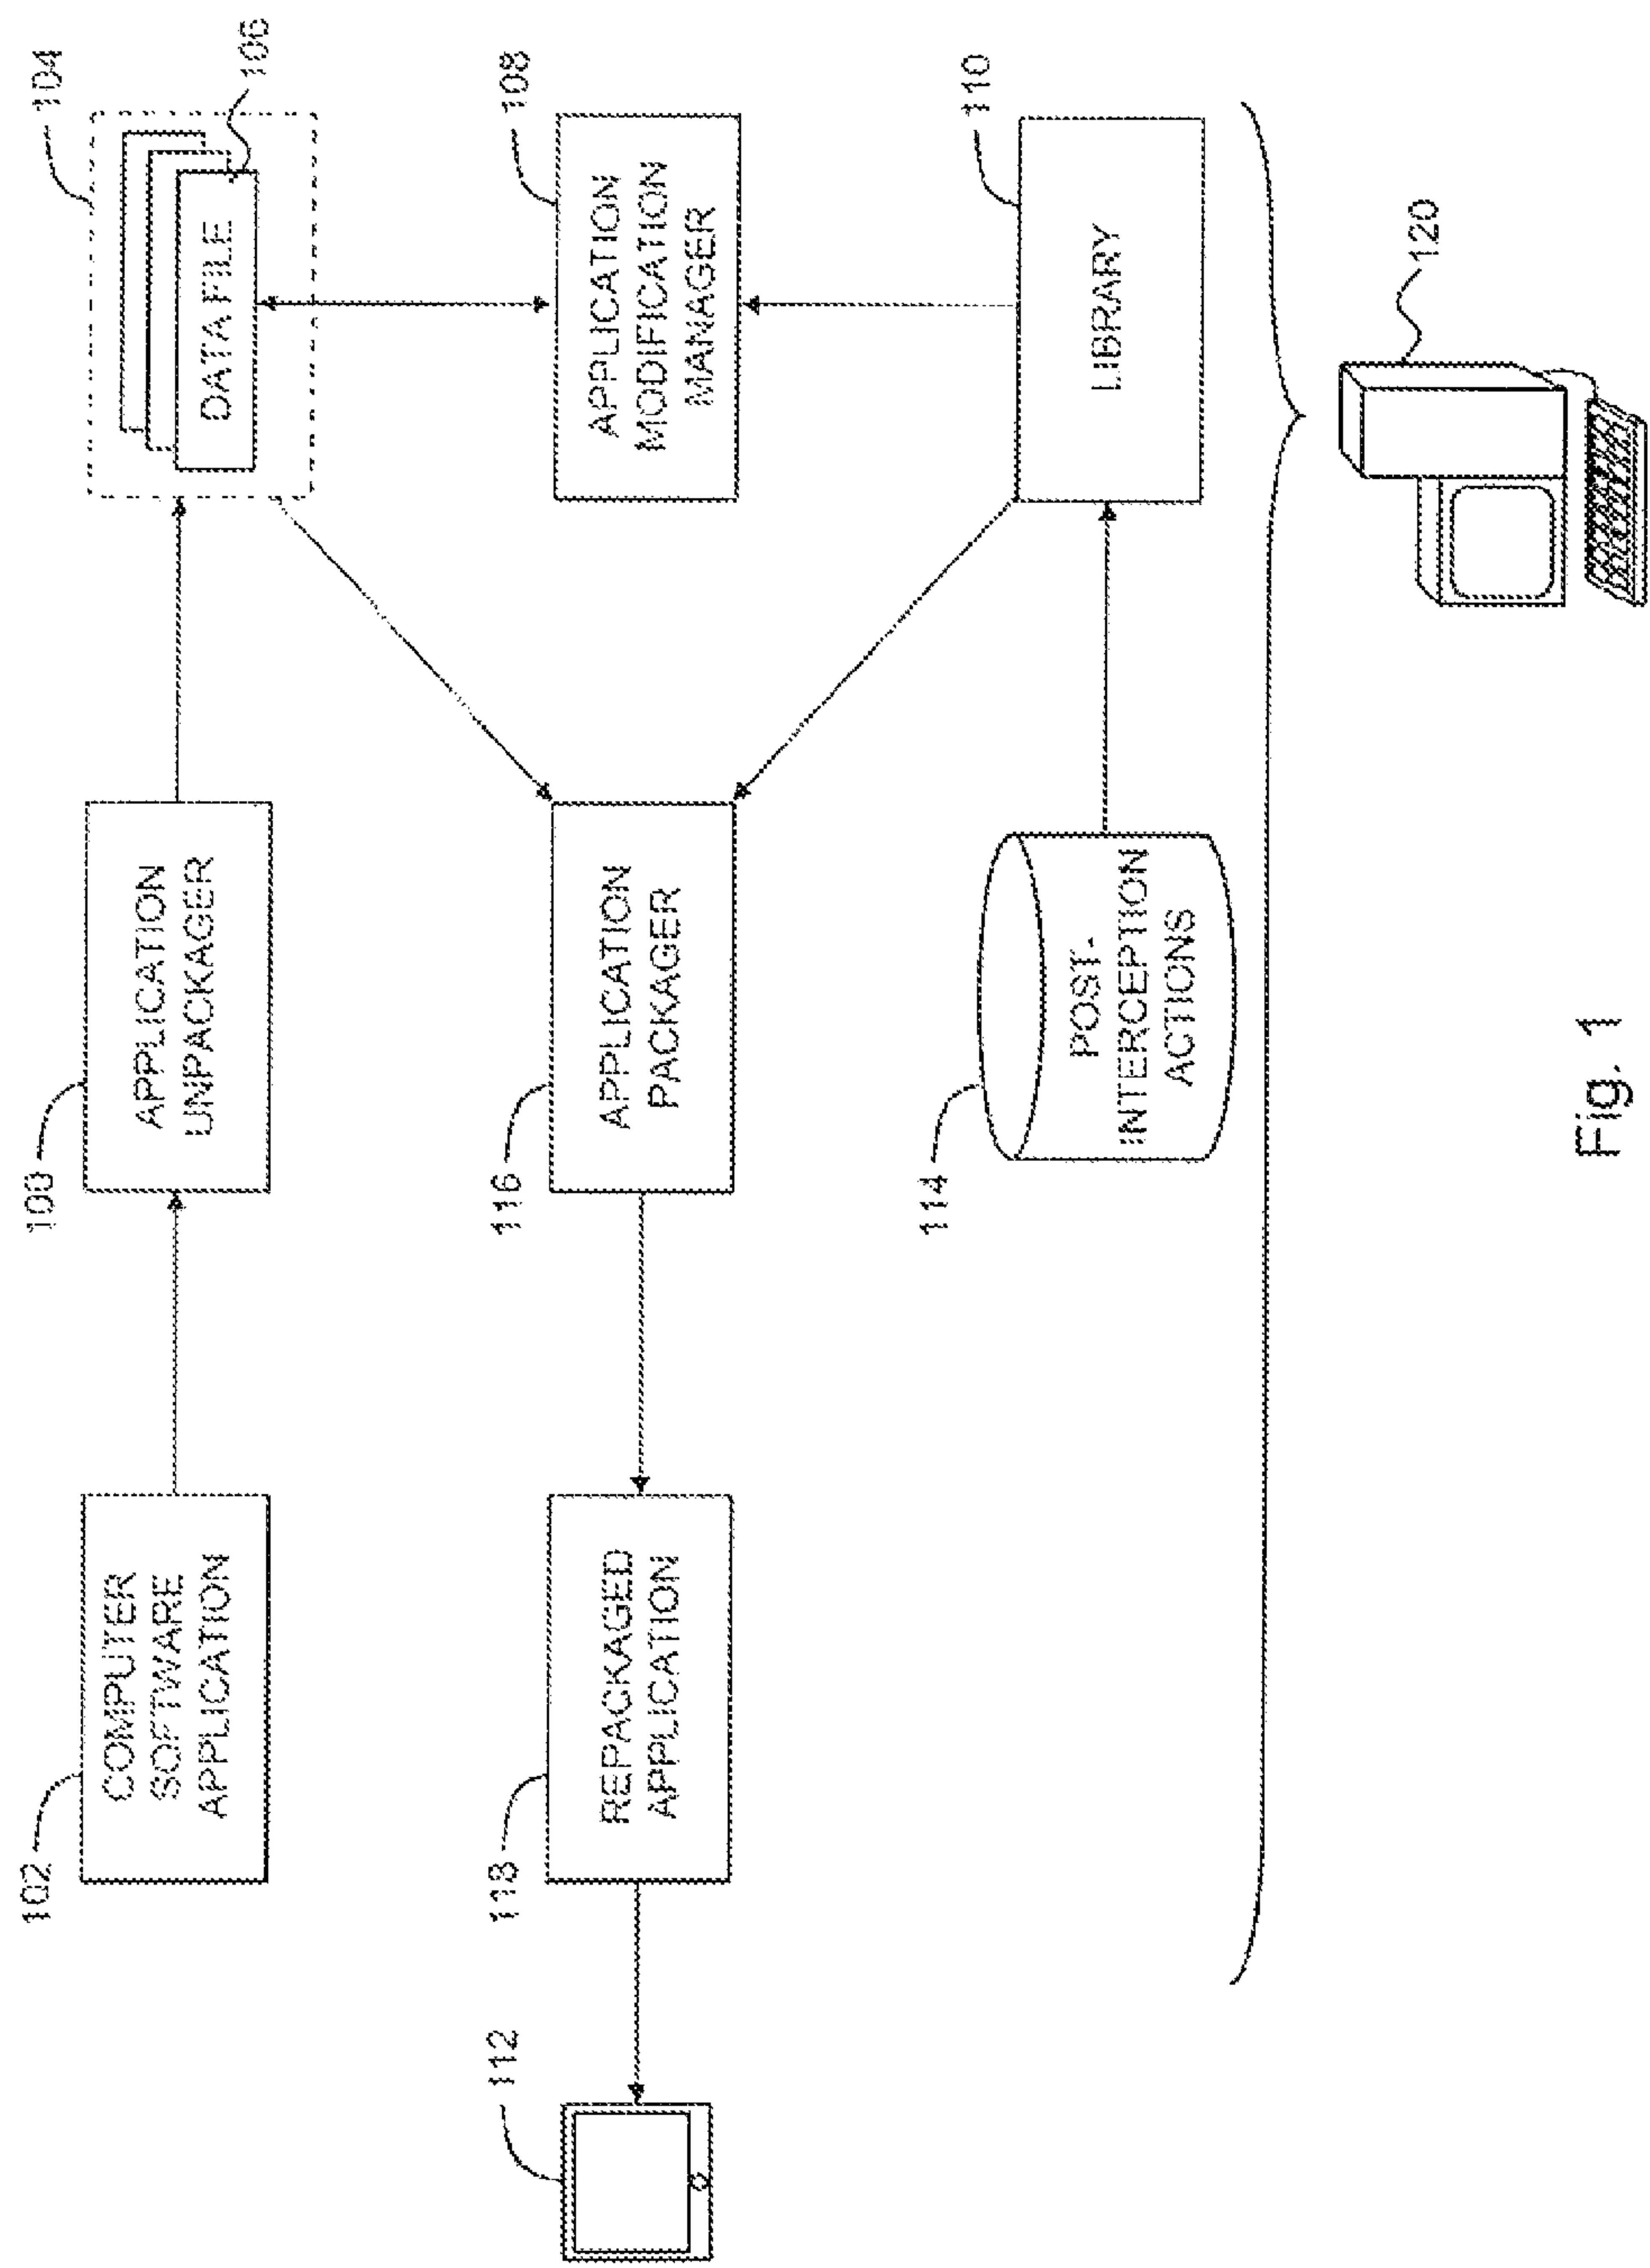 102
COMPUTER
SOFTWARE
APPLICATION
100
APPLICATION
UNPACKAGER
104
106
DATA FILE
112
118
REPACKAGED
APPLICATION
116
APPLICATION
PACKAGER
108
APPLICATION
MODIFICATION
MANAGER
114
POST-
INTERCEPTION
ACTIONS
110
LIBRARY
120
Fig. 1